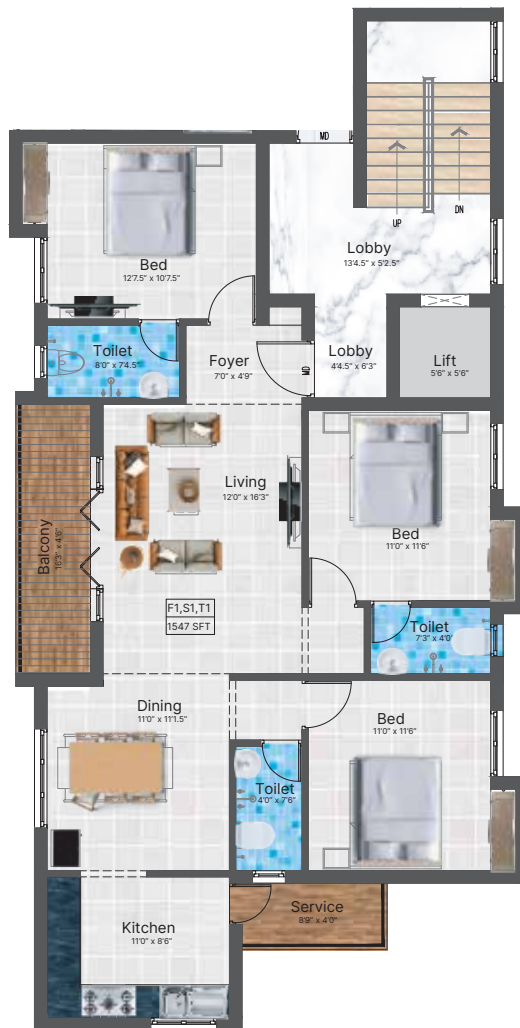 MD
UP
DN
Lobby
13'4.5" x 5'2.5"
Bed
12'7.5" x 10'7.5"
Toilet
8'0" x 7'4.5"
Foyer
7'0" x 4'9"
MD
Lobby
4'4.5" x 6'3"
Lift
5'6" x 5'6"
Living
12'0" x 16'3"
Balcony
16'3" x 4'6"
Bed
11'0" x 11'6"
F1,S1,T1
1547 SFT
Toilet
7'3" x 4'0"
Dining
11'0" x 11'1.5"
Bed
11'0" x 11'6"
Toilet
4'0" x 7'6"
Kitchen
11'0" x 8'6"
Service
8'9" x 4'0"